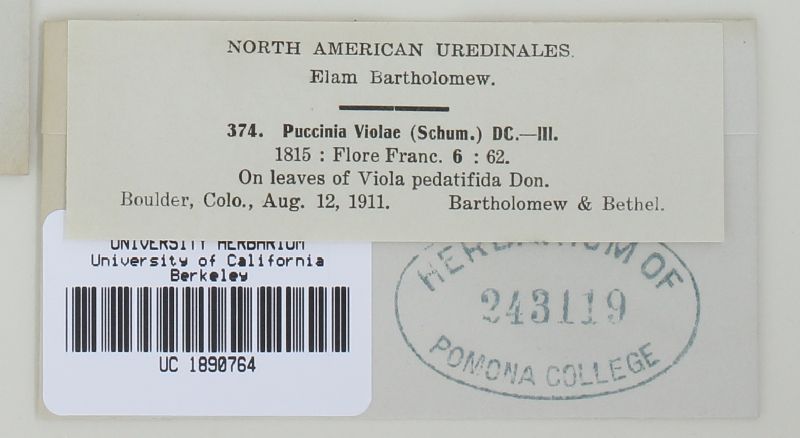 NORTH AMERICAN UREDINALES.
Elam Bartholomew.
374. Puccinia Violae (Schum.) DC.—III.
1815 : Flore Franc. 6 : 62.
On leaves of Viola pedatifida Don.
Boulder, Colo., Aug. 12, 1911. Bartholomew & Bethel.
UNIVERSITY HERBARIUM
University of California
Berkeley
UC 1890764
HERBARIUM OF
243119
POMONA COLLEGE